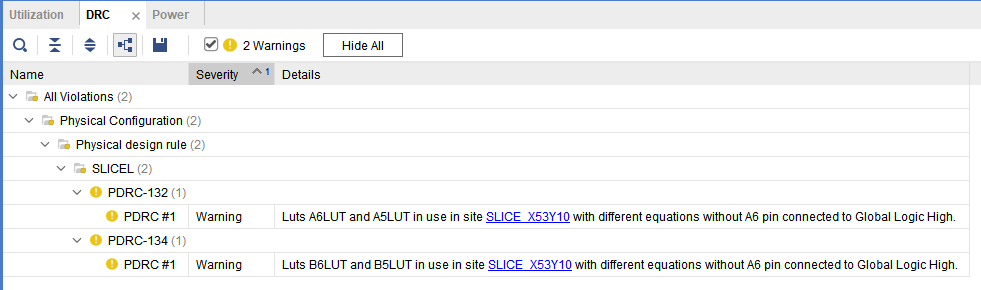 Utilization DRC Power
2 Warnings Hide All
Name Severity 1 Details
All Violations (2)
Physical Configuration (2)
Physical design rule (2)
SLICEL (2)
PDRC-132 (1)
PDRC #1 Warning Luts A6LUT and A5LUT in use in site SLICE_X53Y10 with different equations without A6 pin connected to Global Logic High.
PDRC-134 (1)
PDRC #1 Warning Luts B6LUT and B5LUT in use in site SLICE_X53Y10 with different equations without A6 pin connected to Global Logic High.